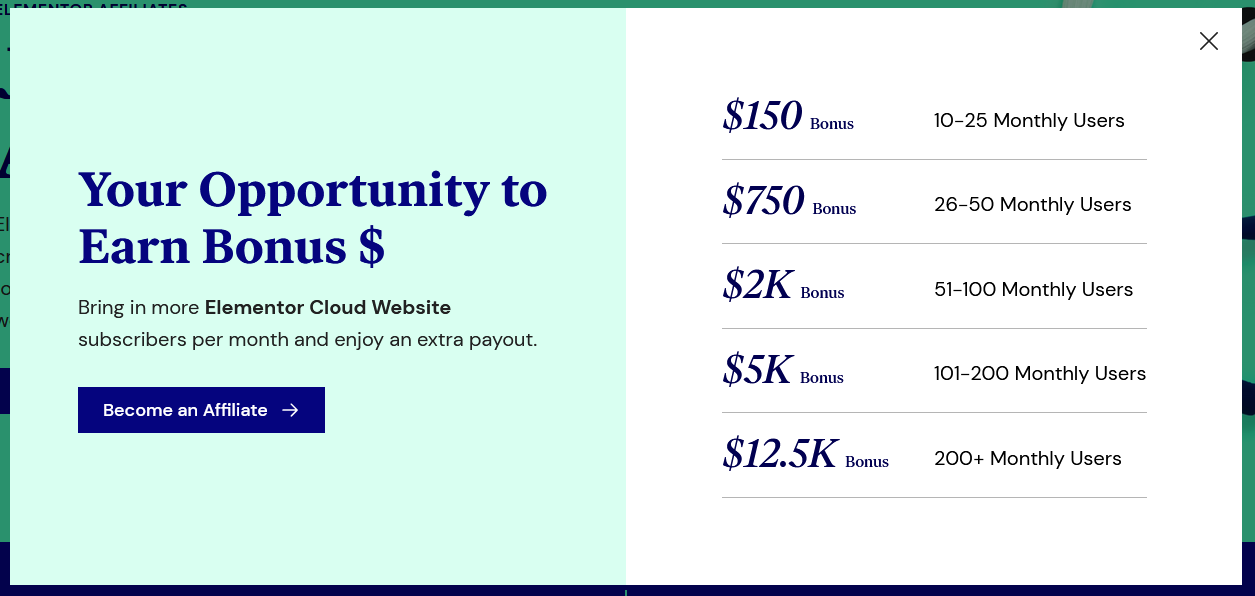 ELEMENTOR AFFILIATES
Your Opportunity to
Earn Bonus $
Bring in more Elementor Cloud Website
subscribers per month and enjoy an extra payout.
Become an Affiliate →
$150 Bonus 10-25 Monthly Users
$750 Bonus 26-50 Monthly Users
$2K Bonus 51-100 Monthly Users
$5K Bonus 101-200 Monthly Users
$12.5K Bonus 200+ Monthly Users